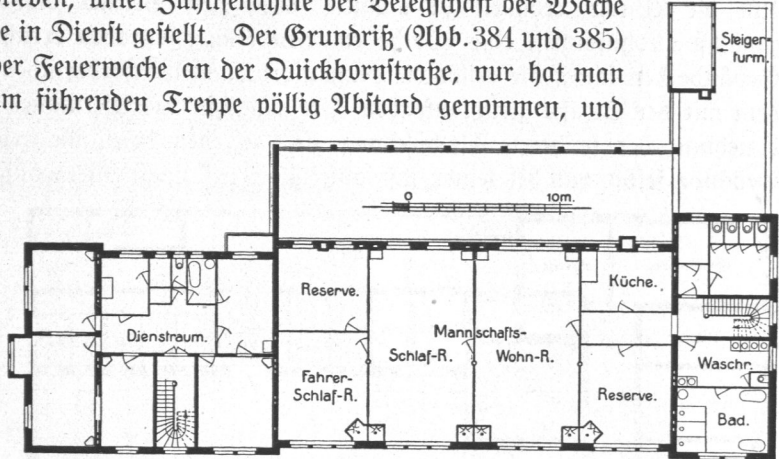 unter Zuhilfenahme der Belegschaft der Wache
e in Dienst gestellt. Der Grundriß (Abb. 384 und 385)
Feuerwache an der Quickbornstraße, nur hat man
führenden Treppe völlig Abstand genommen, und
Steiger-
turm.
0 10m.
Reserve.
Küche.
Dienstraum.
Mannschafts-
Schlaf-R.
Wohn-R.
Fahrer-
Schlaf-R.
Reserve.
Waschr.
Bad.